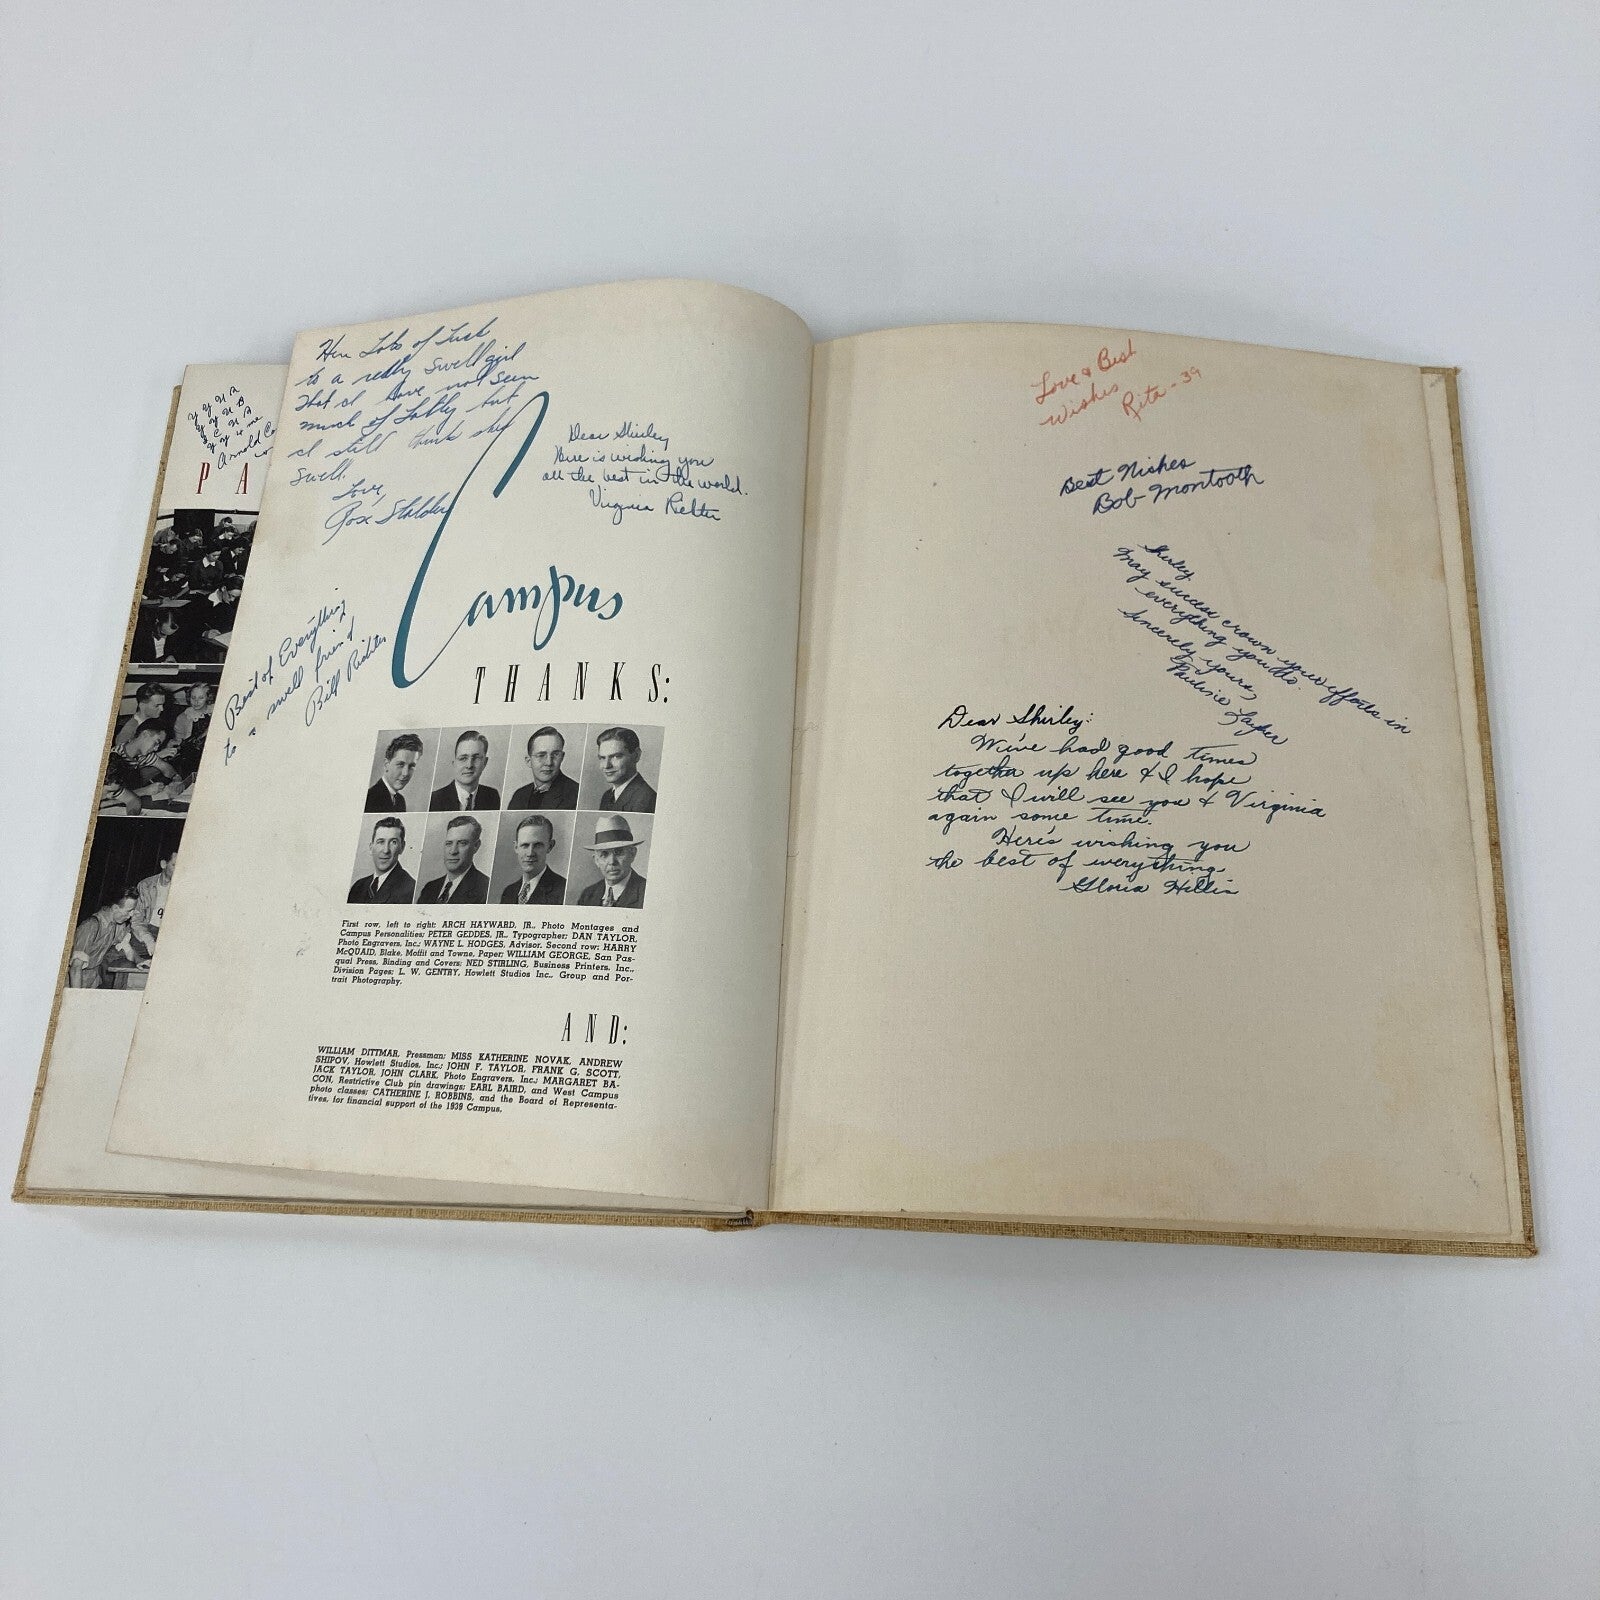 Y Y U R
Y Y U B
I C U R
Y Y 4 me
Arnold
P A
Here Lots of Luck
to a really swell girl
that I have not seen
much of Lately but
I still think she
swell.
Love,
Rose Stalder
Dear Shirley
Here is wishing you
all the best in the world.
Virginia Richter
Best of Everything
to a swell friend
Bill Richter
Campus
THANKS:
First row, left to right: ARCH HAYWARD, JR., Photo Montages and
Campus Personalities; PETER GEDDES, JR., Typographer; DAN TAYLOR,
Photo Engravers, Inc.; WAYNE L. HODGES, Advisor. Second row: HARRY
McQUAID, Blake, Moffit and Towne, Paper; WILLIAM GEORGE, San Pas-
qual Press, Binding and Covers; NED STIRLING, Business Printers, Inc.,
Division Pages; L. W. GENTRY, Howlett Studios Inc., Group and Por-
trait Photography.
AND:
WILLIAM DITTMAR, Pressman; MISS KATHERINE NOVAK, ANDREW
SHIPOV, Howlett Studios, Inc.; JOHN F. TAYLOR, FRANK G. SCOTT,
JACK TAYLOR, JOHN CLARK, Photo Engravers, Inc.; MARGARET BA-
CON, Restrictive Club pin drawings; EARL BAIRD, and West Campus
photo classes; CATHERINE J. ROBBINS, and the Board of Representa-
tives, for financial support of the 1939 Campus.
Love & Best
Wishes
Rita - 39
Best Wishes
Bob Montooth
Shirley,
May success crown your efforts in
everything you do.
Sincerely yours,
Pauline
Dear Shirley:
We've had good times
together up here & I hope
that I will see you & Virginia
again some time.
Here's wishing you
the best of everything.
Gloria